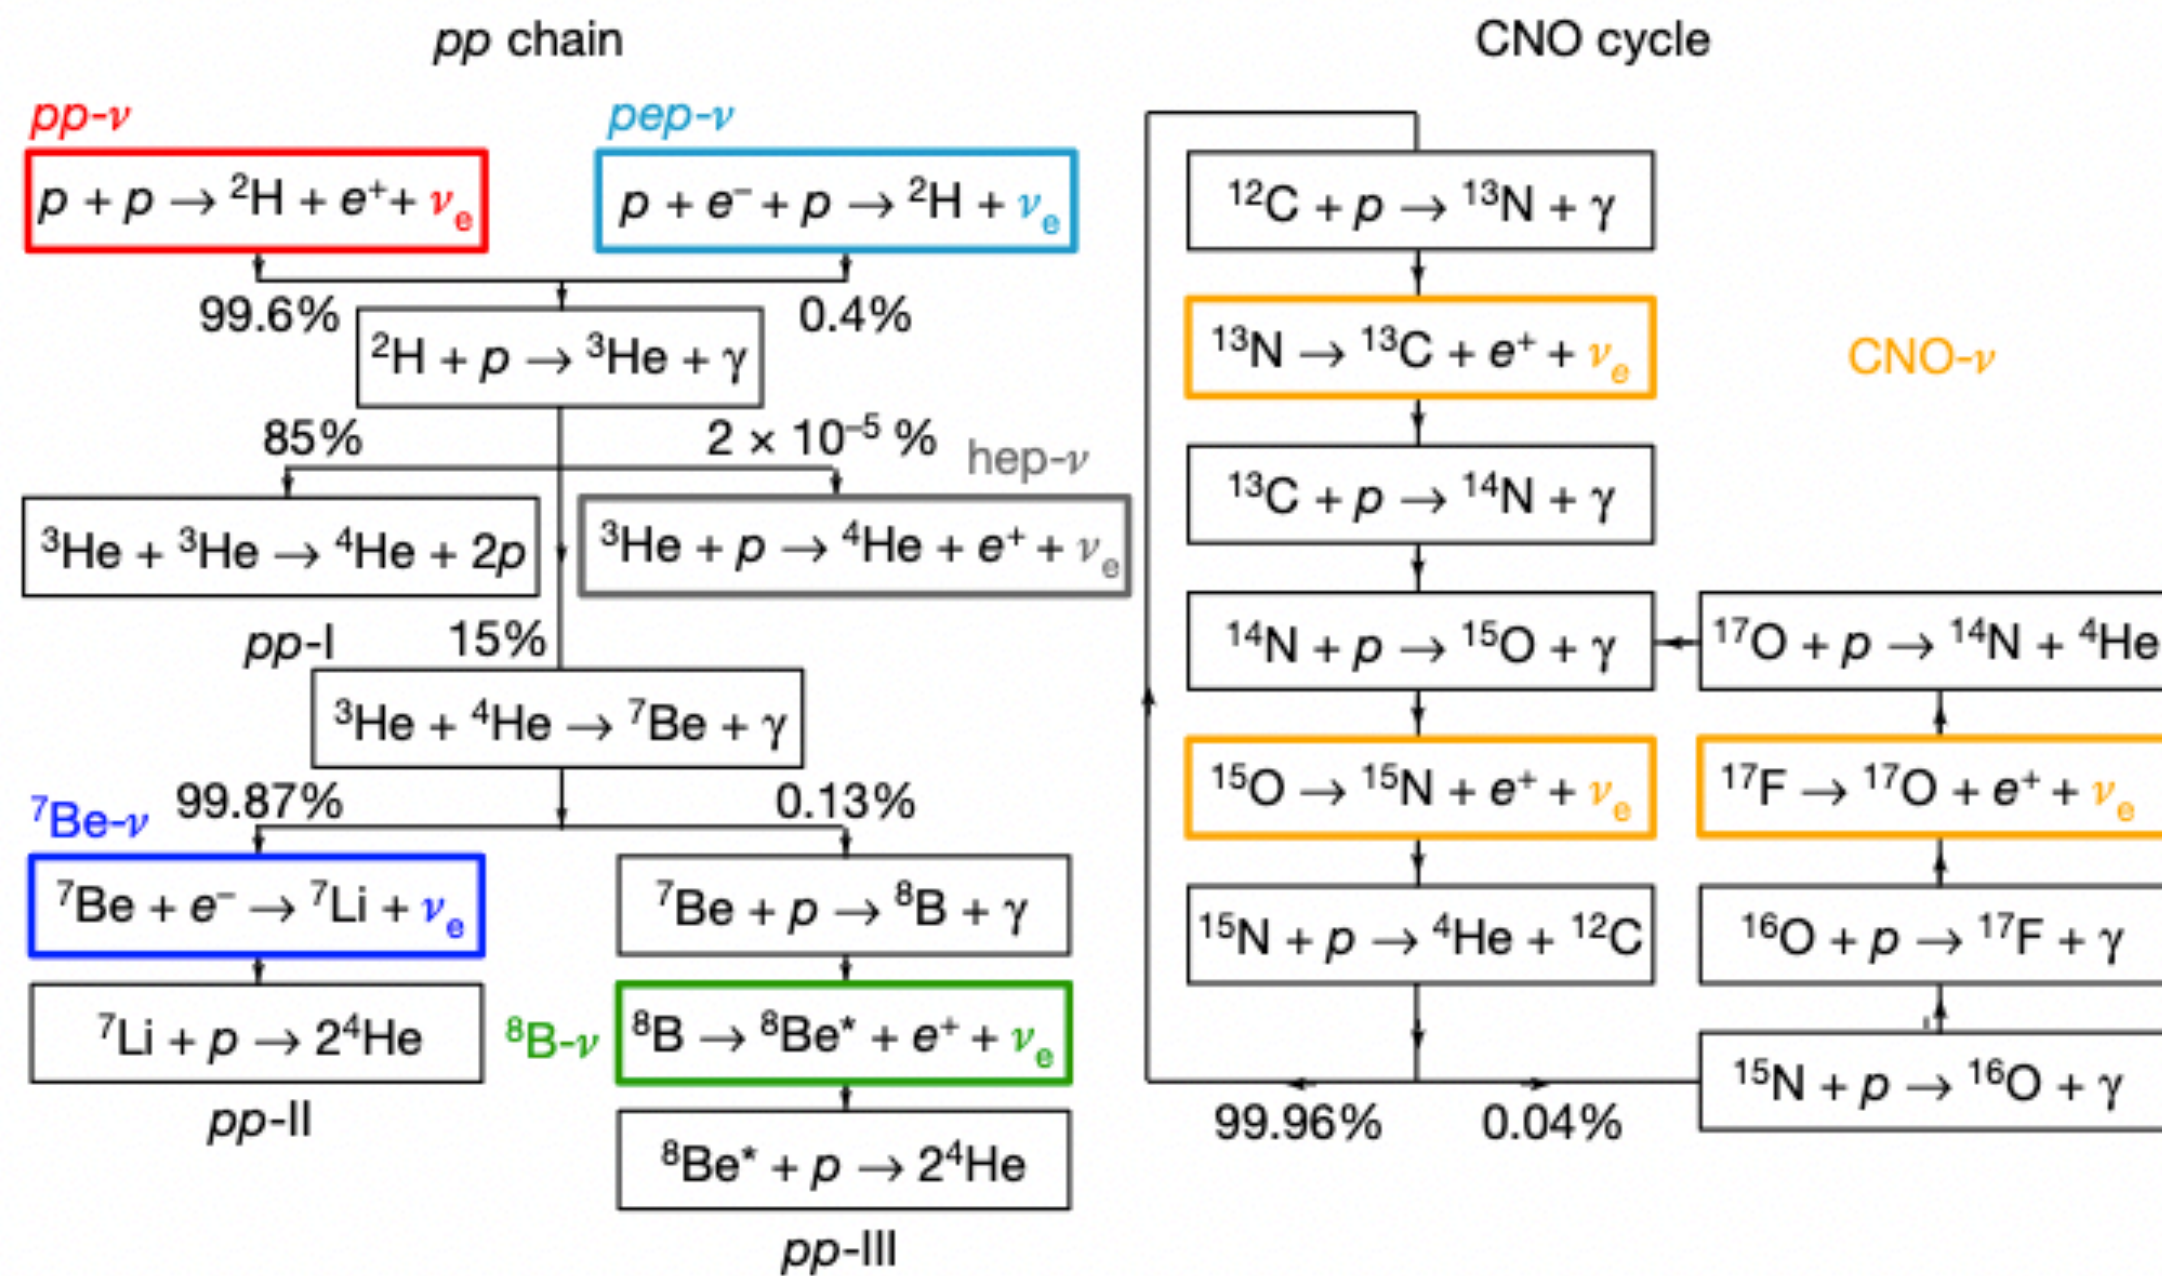 pp chain
pp-ν
pep-ν
p + p → ²H + e⁺ + νₑ
p + e⁻ + p → ²H + νₑ
99.6%
0.4%
²H + p → ³He + γ
85%
2 × 10⁻⁵ %
hep-ν
³He + ³He → ⁴He + 2p
³He + p → ⁴He + e⁺ + νₑ
pp-I
15%
³He + ⁴He → ⁷Be + γ
⁷Be-ν
99.87%
0.13%
⁷Be + e⁻ → ⁷Li + νₑ
⁷Be + p → ⁸B + γ
⁷Li + p → 2⁴He
⁸B-ν
⁸B → ⁸Be* + e⁺ + νₑ
pp-II
⁸Be* + p → 2⁴He
pp-III
CNO cycle
¹²C + p → ¹³N + γ
¹³N → ¹³C + e⁺ + νₑ
CNO-ν
¹³C + p → ¹⁴N + γ
¹⁴N + p → ¹⁵O + γ
¹⁷O + p → ¹⁴N + ⁴He
¹⁵O → ¹⁵N + e⁺ + νₑ
¹⁷F → ¹⁷O + e⁺ + νₑ
¹⁵N + p → ⁴He + ¹²C
¹⁶O + p → ¹⁷F + γ
¹⁵N + p → ¹⁶O + γ
99.96%
0.04%